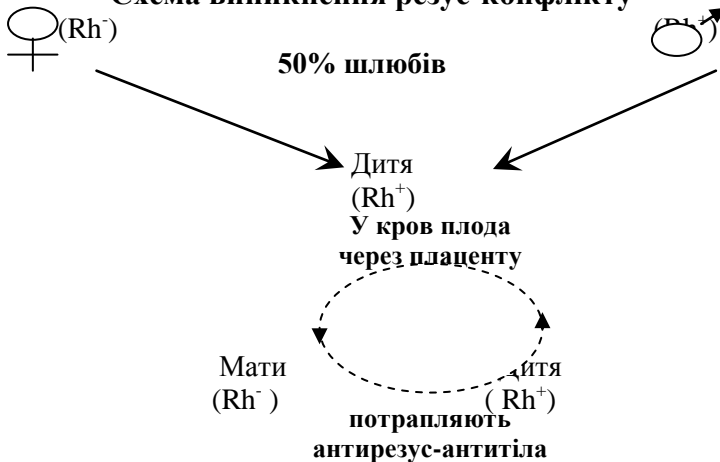 Схема виникнення резус-конфлікту
(Rh⁻) (Rh⁺)
50% шлюбів
Дитя
(Rh⁺)
У кров плода
через плаценту
Мати Дитя
(Rh⁻ ) ( Rh⁺)
потрапляють
антирезус-антитіла